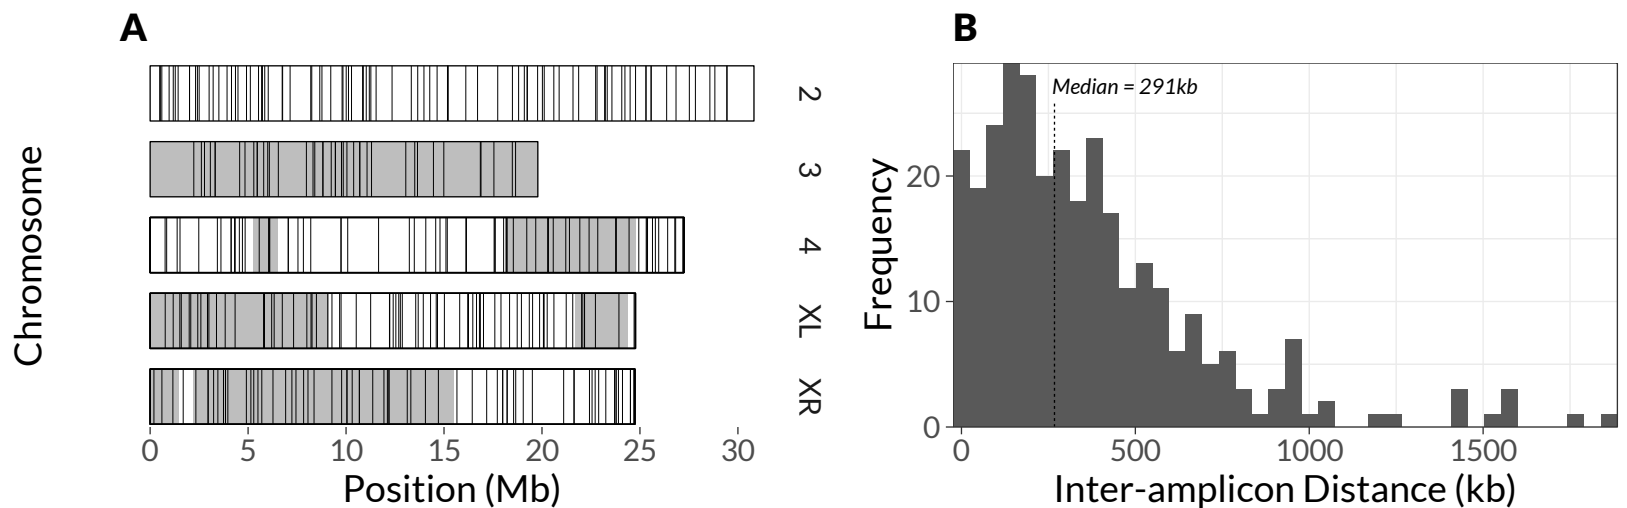 A
Chromosome
2
3
4
XL
XR
0 5 10 15 20 25 30
Position (Mb)
B
Median = 291kb
Frequency
20
10
0
0 500 1000 1500
Inter-amplicon Distance (kb)